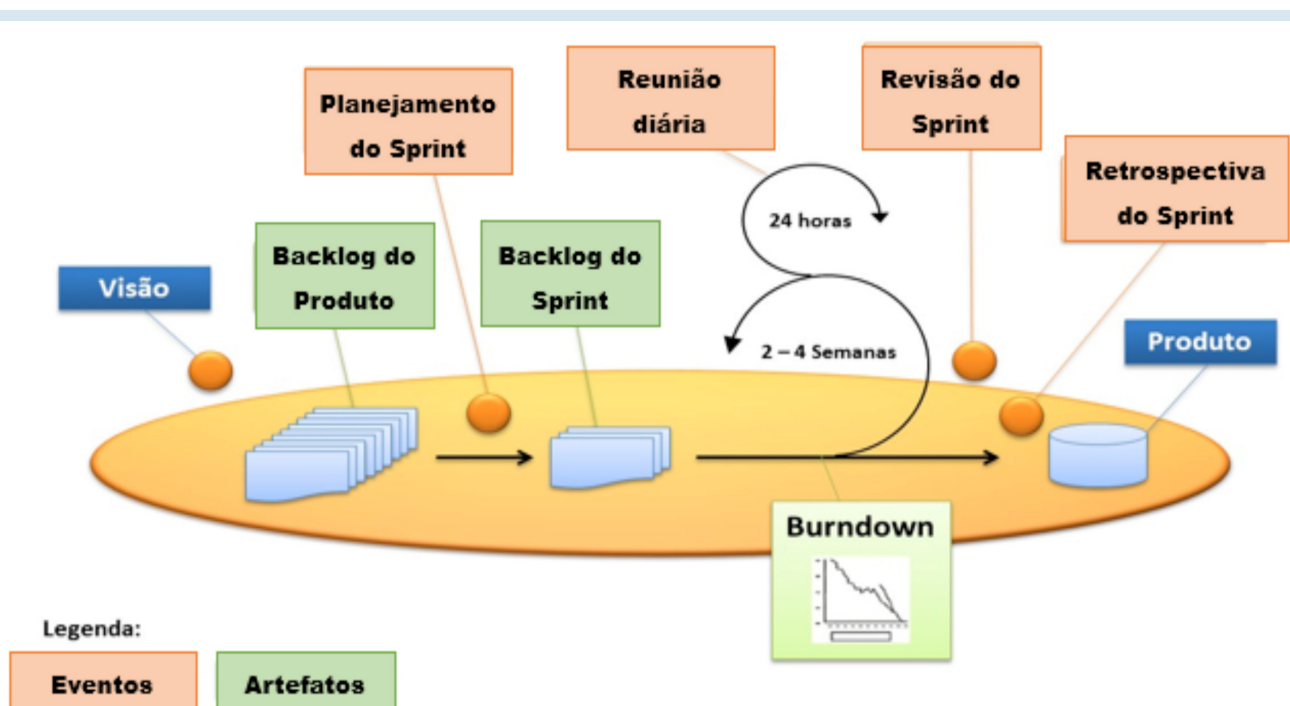 Planejamento
do Sprint
Reunião
diária
Revisão do
Sprint
Retrospectiva
do Sprint
Backlog do
Produto
Backlog do
Sprint
24 horas
Visão
2 – 4 Semanas
Produto
Burndown
Legenda:
Eventos
Artefatos